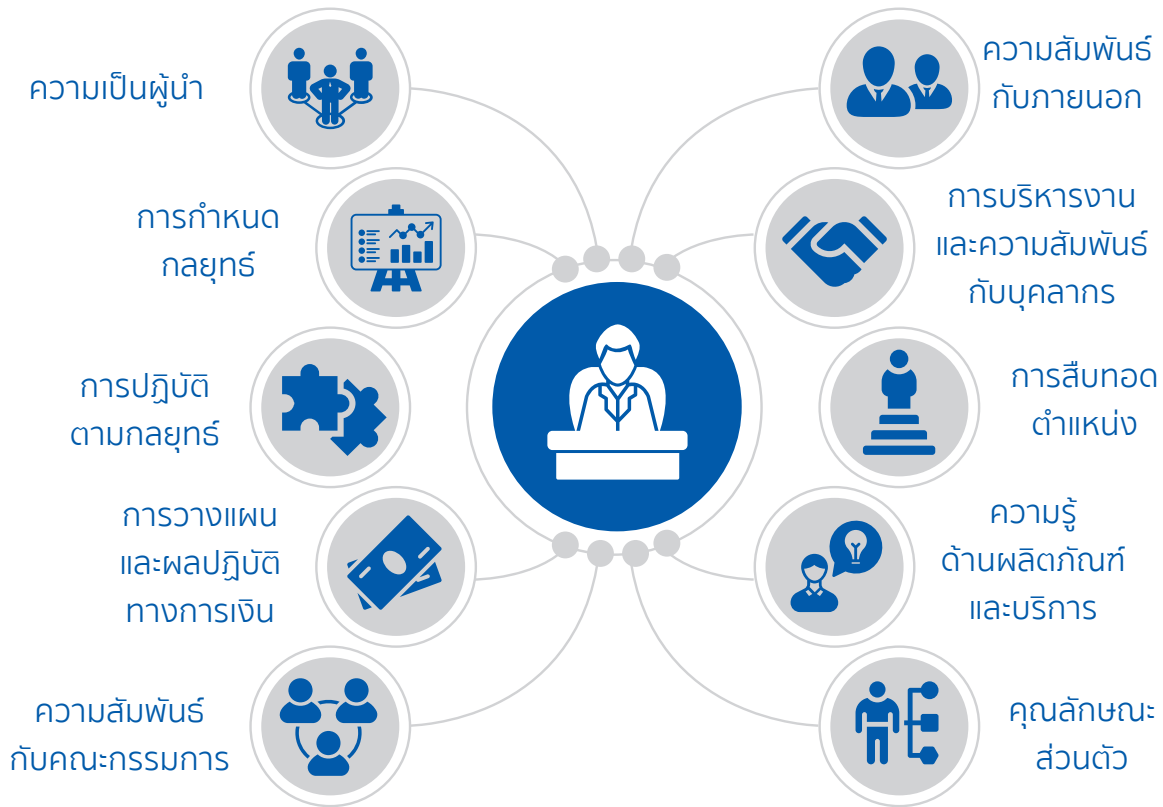 ความเป็นผู้นำ
การกำหนด
กลยุทธ์
การปฏิบัติ
ตามกลยุทธ์
การวางแผน
และผลปฏิบัติ
ทางการเงิน
ความสัมพันธ์
กับคณะกรรมการ
ความสัมพันธ์
กับภายนอก
การบริหารงาน
และความสัมพันธ์
กับบุคลากร
การสืบทอด
ตำแหน่ง
ความรู้
ด้านผลิตภัณฑ์
และบริการ
คุณลักษณะ
ส่วนตัว